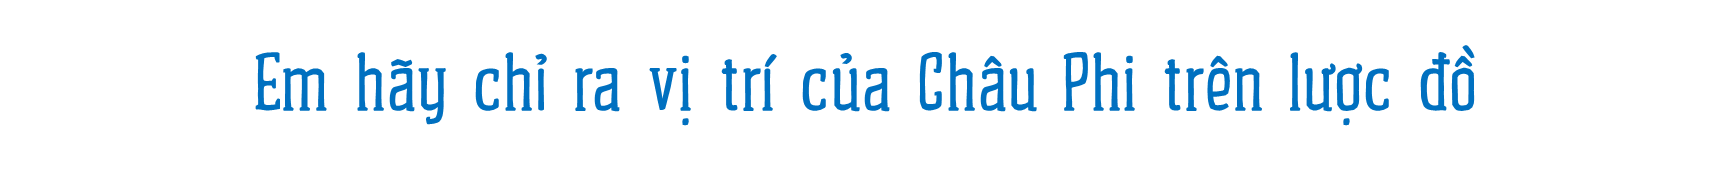 Em hãy chỉ ra vị trí của Châu Phi trên lược đồ